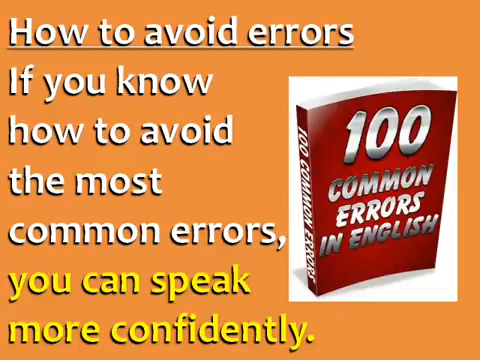 How to avoid errors
If you know
how to avoid
the most
common errors,
you can speak
more confidently.
100
COMMON
ERRORS
IN ENGLISH
100 COMMON ERRORS